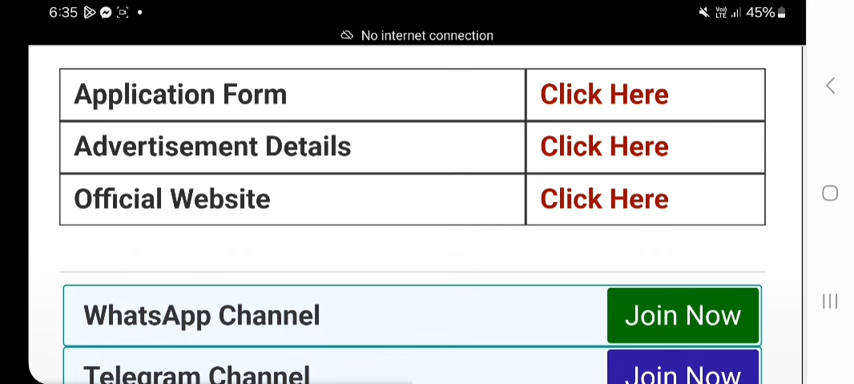 6:35 45%
No internet connection
Application Form Click Here
Advertisement Details Click Here
Official Website Click Here
WhatsApp Channel Join Now
Telegram Channel Join Now